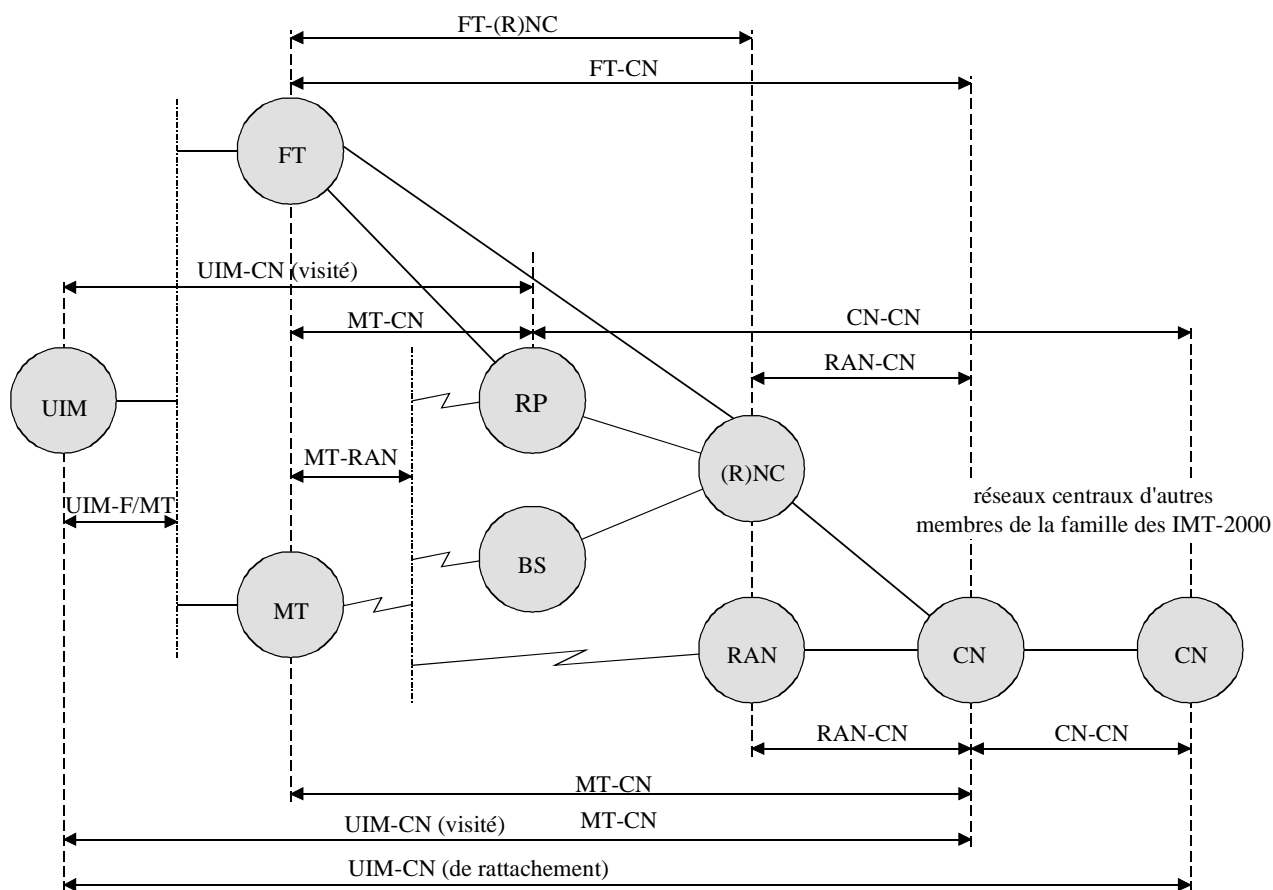 FT-(R)NC
FT-CN
FT
UIM-CN (visité)
MT-CN
CN-CN
RAN-CN
UIM
RP
MT-RAN
(R)NC
UIM-F/MT
réseaux centraux d'autres
membres de la famille des IMT-2000
BS
MT
RAN
CN
CN
RAN-CN
CN-CN
MT-CN
UIM-CN (visité)
MT-CN
UIM-CN (de rattachement)